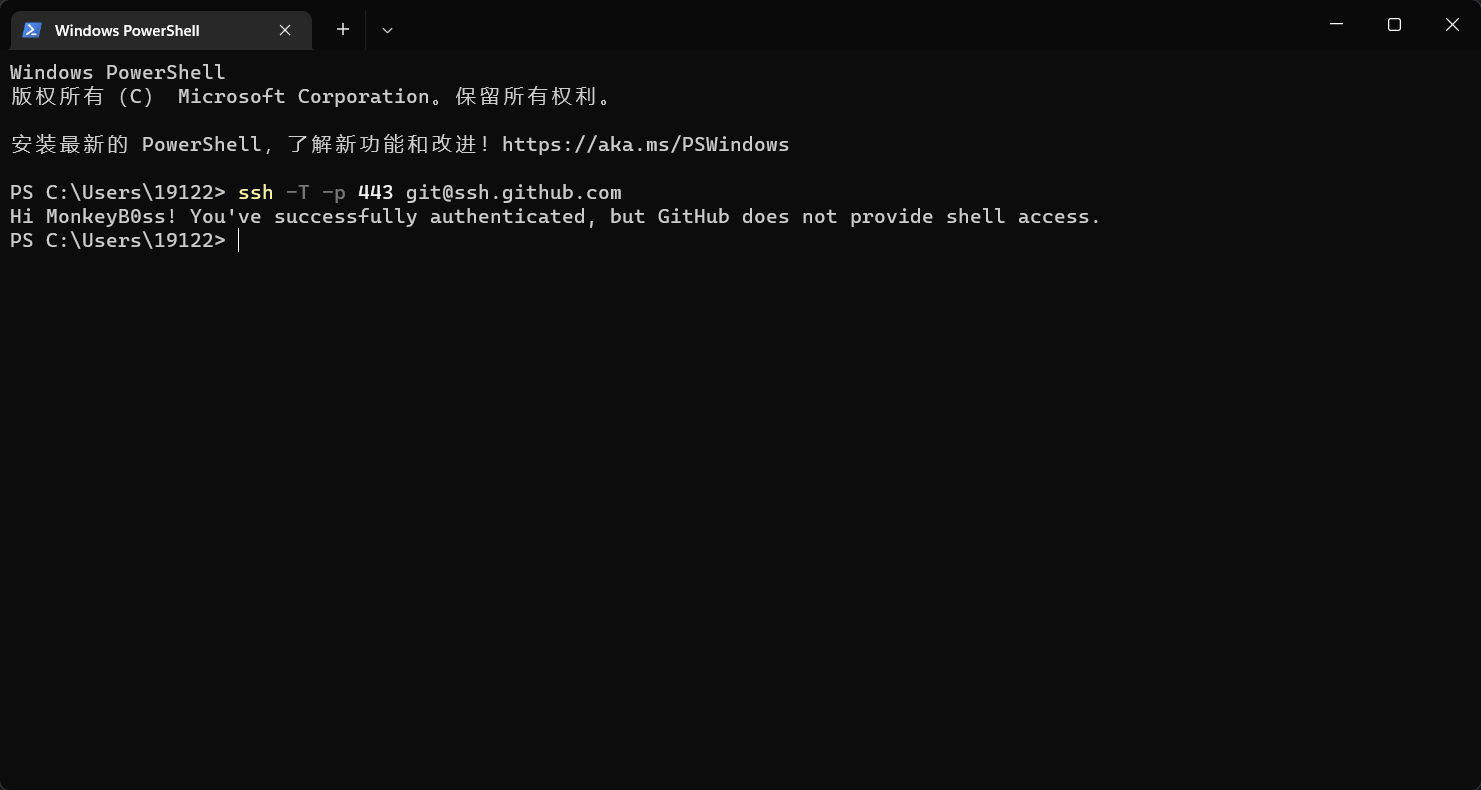 Windows PowerShell
Windows PowerShell
版权所有（C） Microsoft Corporation。保留所有权利。
安装最新的 PowerShell，了解新功能和改进！https://aka.ms/PSWindows
PS C:\Users\19122> ssh -T -p 443 git@ssh.github.com
Hi MonkeyB0ss! You've successfully authenticated, but GitHub does not provide shell access.
PS C:\Users\19122>